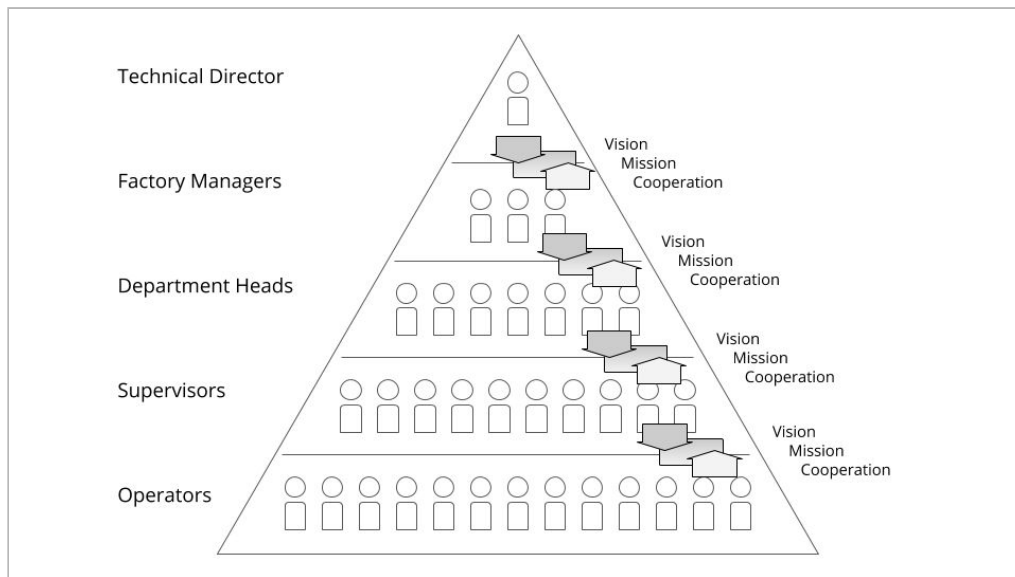 Technical Director
Vision
Mission
Cooperation
Factory Managers
Vision
Mission
Cooperation
Department Heads
Vision
Mission
Cooperation
Supervisors
Vision
Mission
Cooperation
Operators